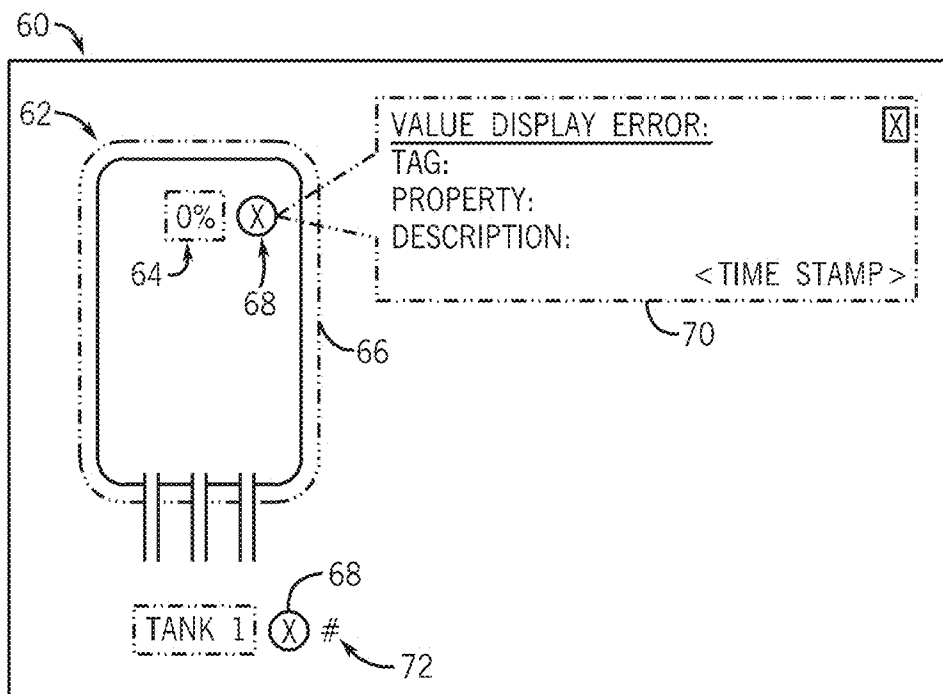 60
62
VALUE DISPLAY ERROR: X
TAG:
PROPERTY:
0% X
DESCRIPTION:
64
68
<TIME STAMP>
66
70
68
TANK 1 X #
72